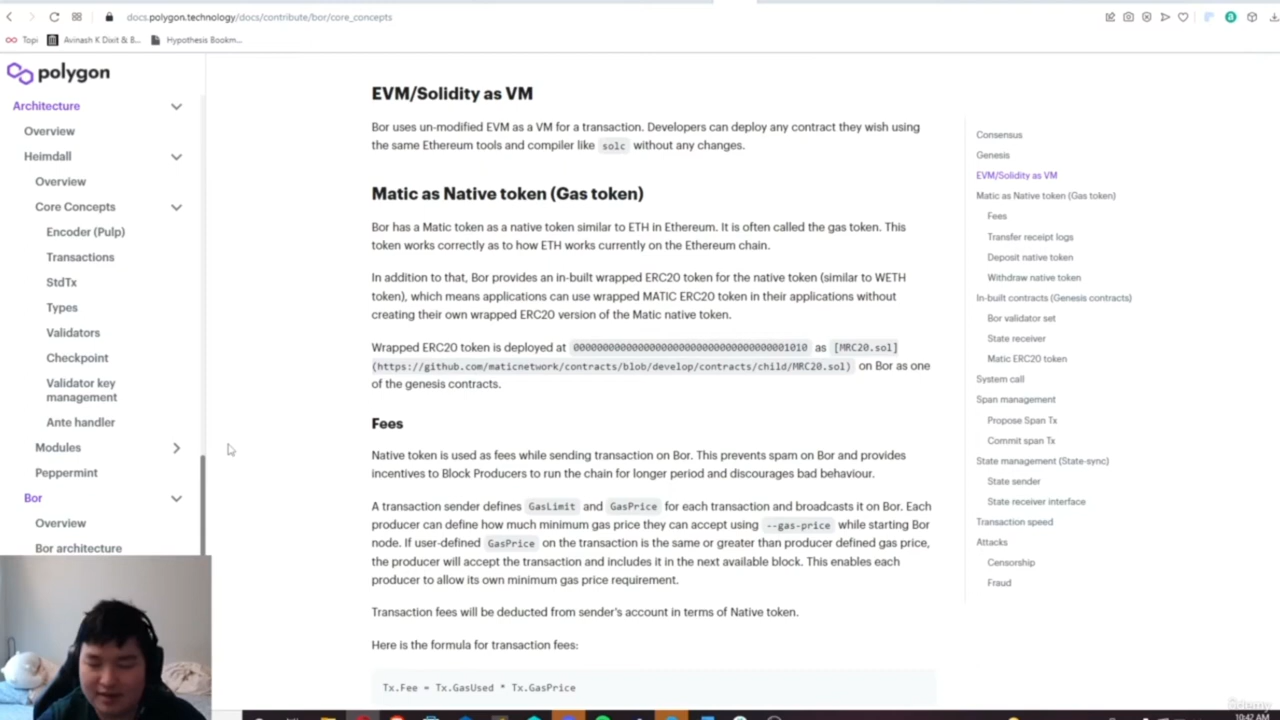 docs.polygon.technology/docs/contribute/bor/core_concepts
Topi
Avinash K Dixit & B...
Hypothesis Bookm...
polygon
Architecture
Overview
Heimdall
Overview
Core Concepts
Encoder (Pulp)
Transactions
StdTx
Types
Validators
Checkpoint
Validator key
management
Ante handler
Modules
Peppermint
Bor
Overview
Bor architecture
EVM/Solidity as VM
Bor uses un-modified EVM as a VM for a transaction. Developers can deploy any contract they wish using
the same Ethereum tools and compiler like solc without any changes.
Matic as Native token (Gas token)
Bor has a Matic token as a native token similar to ETH in Ethereum. It is often called the gas token. This
token works correctly as to how ETH works currently on the Ethereum chain.
In addition to that, Bor provides an in-built wrapped ERC20 token for the native token (similar to WETH
token), which means applications can use wrapped MATIC ERC20 token in their applications without
creating their own wrapped ERC20 version of the Matic native token.
Wrapped ERC20 token is deployed at 0000000000000000000000000000000000001010 as [MRC20.sol]
(https://github.com/maticnetwork/contracts/blob/develop/contracts/child/MRC20.sol) on Bor as one
of the genesis contracts.
Fees
Native token is used as fees while sending transaction on Bor. This prevents spam on Bor and provides
incentives to Block Producers to run the chain for longer period and discourages bad behaviour.
A transaction sender defines GasLimit and GasPrice for each transaction and broadcasts it on Bor. Each
producer can define how much minimum gas price they can accept using --gas-price while starting Bor
node. If user-defined GasPrice on the transaction is the same or greater than producer defined gas price,
the producer will accept the transaction and includes it in the next available block. This enables each
producer to allow its own minimum gas price requirement.
Transaction fees will be deducted from sender's account in terms of Native token.
Here is the formula for transaction fees:
Tx.Fee = Tx.GasUsed * Tx.GasPrice
Consensus
Genesis
EVM/Solidity as VM
Matic as Native token (Gas token)
Fees
Transfer receipt logs
Deposit native token
Withdraw native token
In-built contracts (Genesis contracts)
Bor validator set
State receiver
Matic ERC20 token
System call
Span management
Propose Span Tx
Commit span Tx
State management (State-sync)
State sender
State receiver interface
Transaction speed
Attacks
Censorship
Fraud
ûdemy
10:42 AM